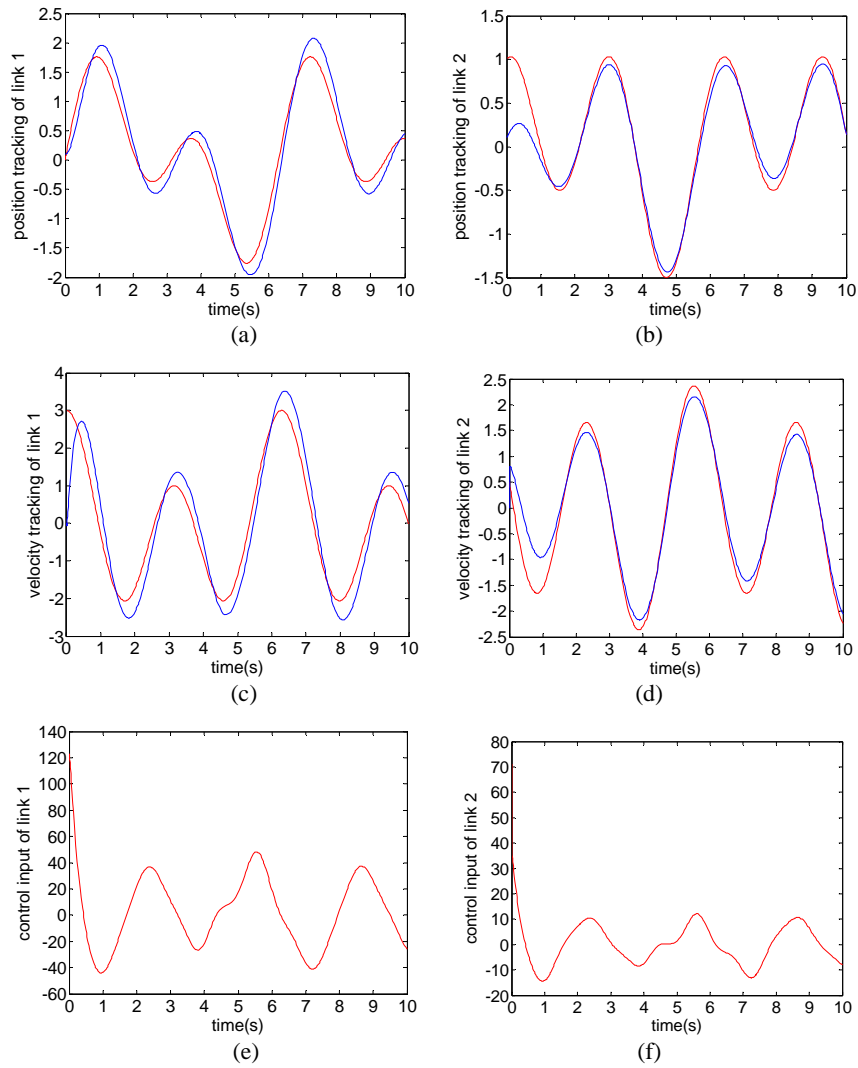 2.5
2
1.5
1
0.5
0
-0.5
-1
-1.5
-2
position tracking of link 1
0 1 2 3 4 5 6 7 8 9 10
time(s)
(a)
1.5
1
0.5
0
-0.5
-1
-1.5
position tracking of link 2
0 1 2 3 4 5 6 7 8 9 10
time(s)
(b)
4
3
2
1
0
-1
-2
-3
velocity tracking of link 1
0 1 2 3 4 5 6 7 8 9 10
time(s)
(c)
2.5
2
1.5
1
0.5
0
-0.5
-1
-1.5
-2
-2.5
velocity tracking of link 2
0 1 2 3 4 5 6 7 8 9 10
time(s)
(d)
140
120
100
80
60
40
20
0
-20
-40
-60
control input of link 1
0 1 2 3 4 5 6 7 8 9 10
time(s)
(e)
80
70
60
50
40
30
20
10
0
-10
-20
control input of link 2
0 1 2 3 4 5 6 7 8 9 10
time(s)
(f)